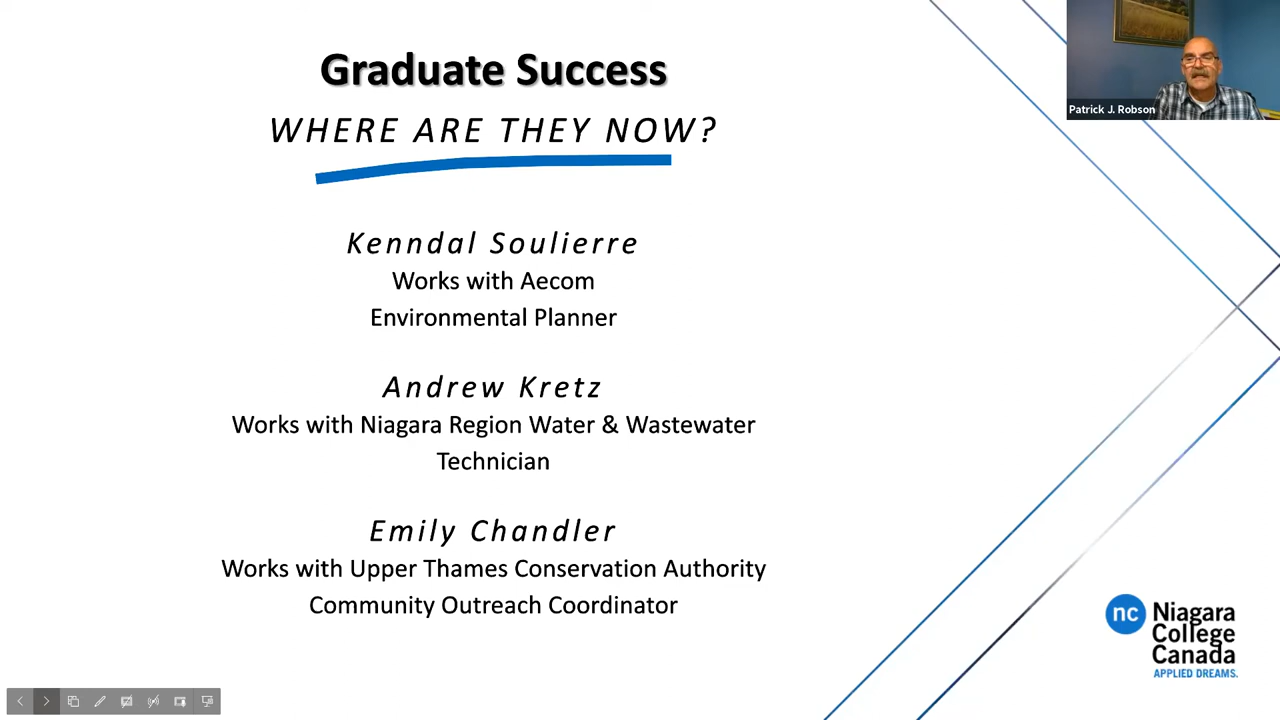 Graduate Success
WHERE ARE THEY NOW?
Kenndal Soulierre
Works with Aecom
Environmental Planner
Andrew Kretz
Works with Niagara Region Water & Wastewater
Technician
Emily Chandler
Works with Upper Thames Conservation Authority
Community Outreach Coordinator
Patrick J. Robson
nc
Niagara
College
Canada
APPLIED DREAMS.